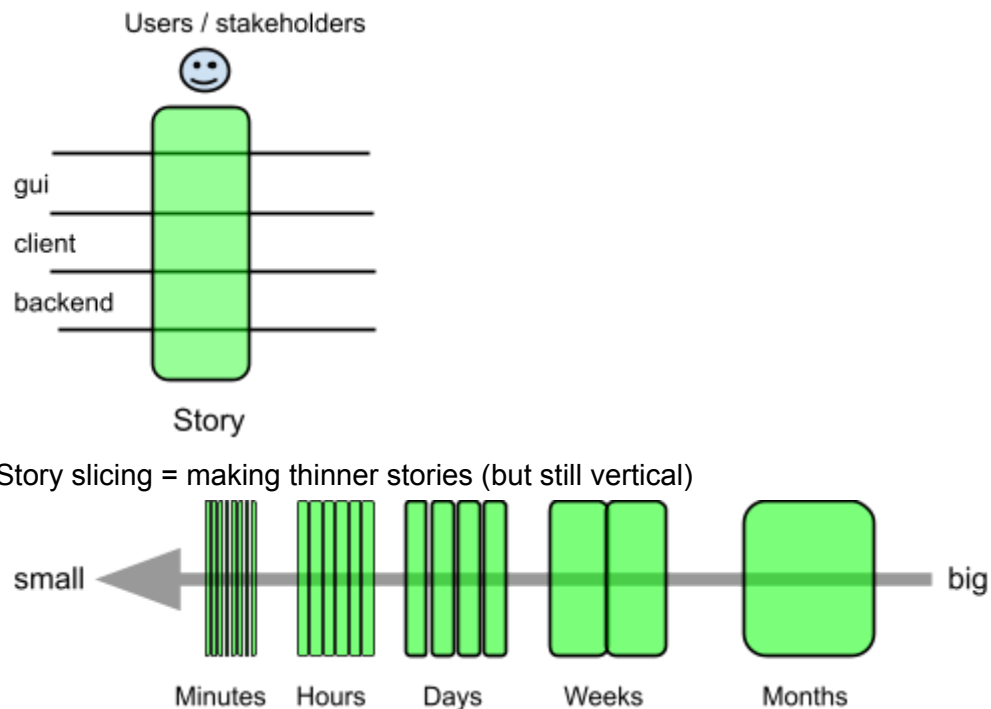 Users / stakeholders
gui
client
backend
Story
Story slicing = making thinner stories (but still vertical)
small
big
Minutes Hours Days Weeks Months